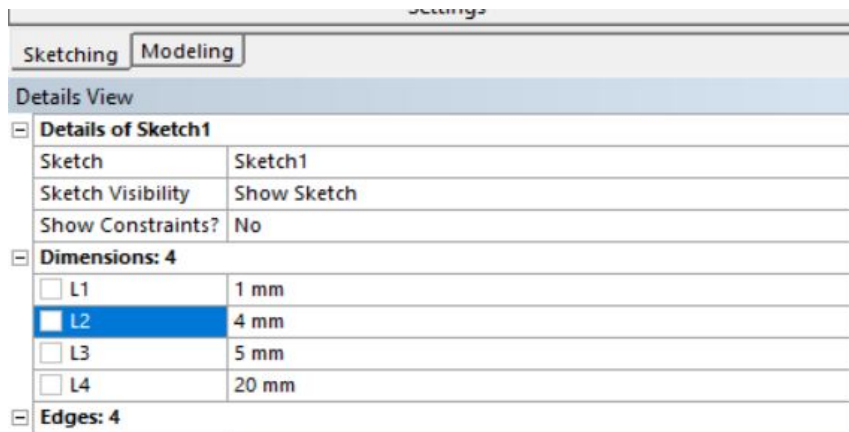 Settings
Sketching Modeling
Details View
Details of Sketch1
Sketch Sketch1
Sketch Visibility Show Sketch
Show Constraints? No
Dimensions: 4
L1 1 mm
L2 4 mm
L3 5 mm
L4 20 mm
Edges: 4